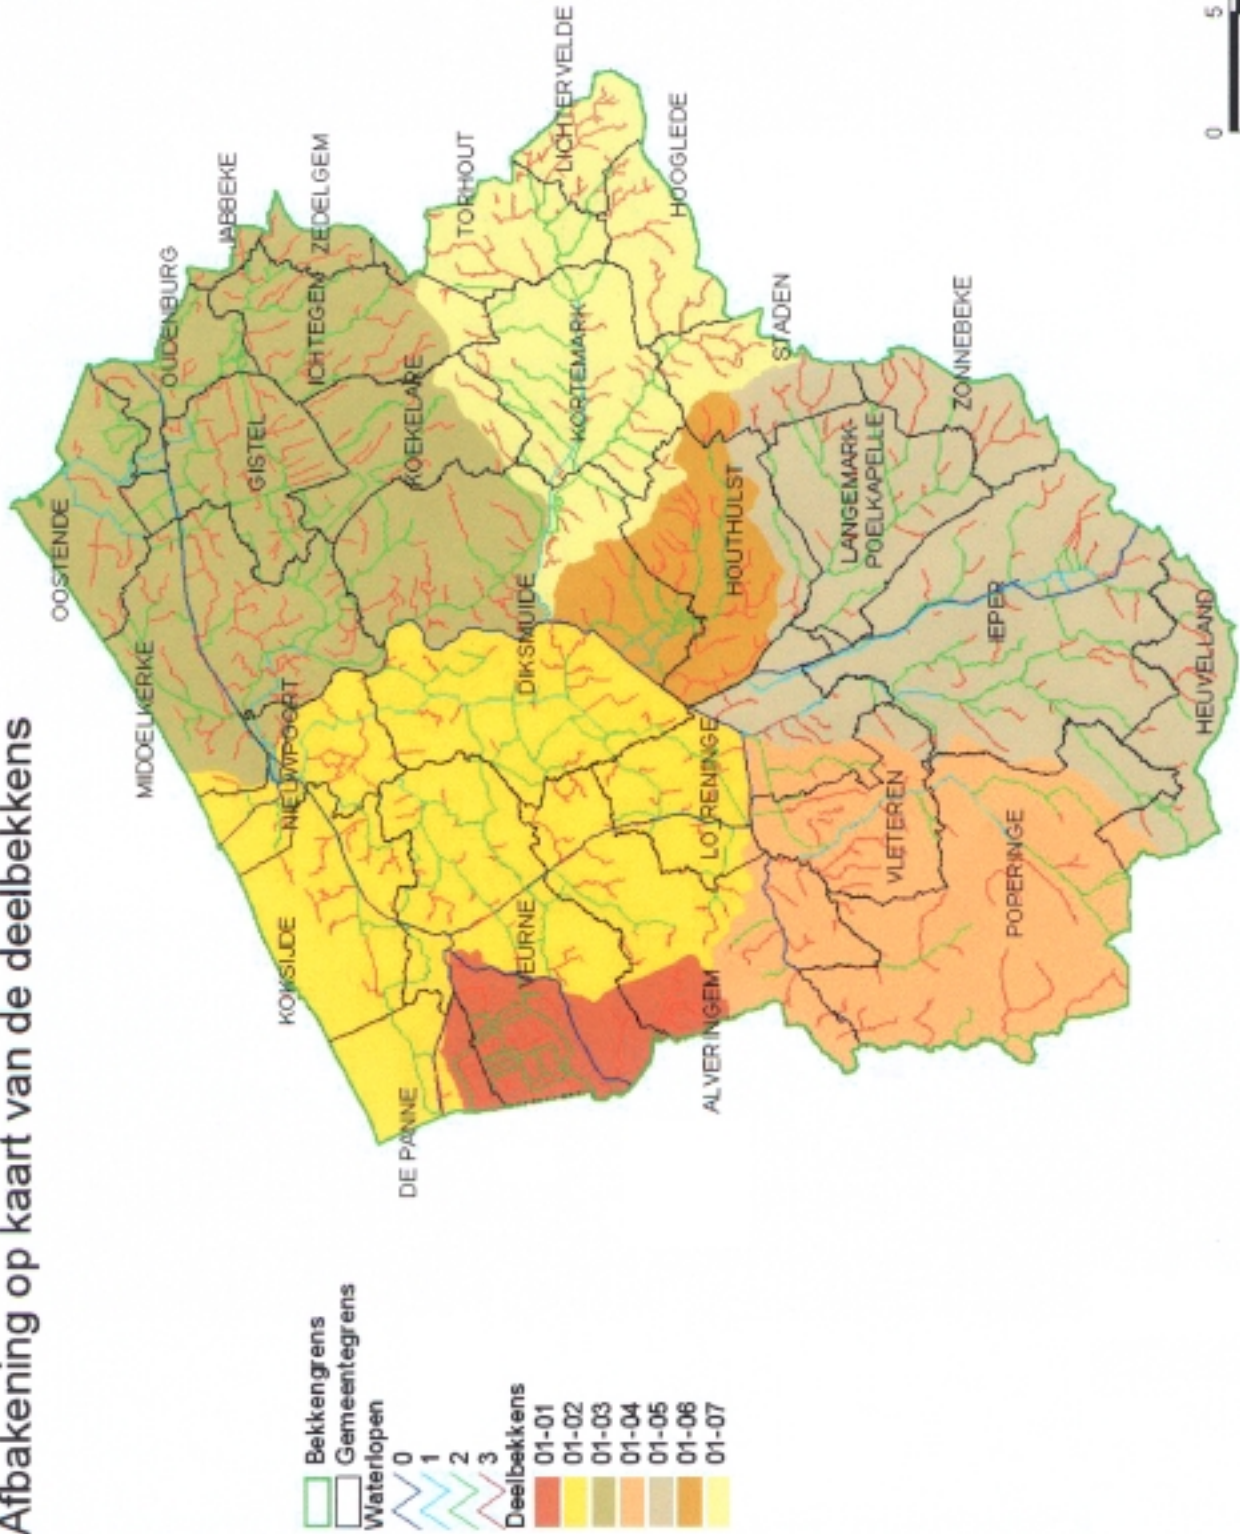 Afbakening op kaart van de deelbekkens
Bekkengrens
Gemeentegrens
Waterlopen
0
1
2
3
Deelbekkens
01-01
01-02
01-03
01-04
01-05
01-06
01-07
OOSTENDE
MIDDELKERKE
OUDENBURG
JABBEKE
ZEDELGEM
ICHTEGEM
GISTEL
KOEKELARE
NIEUWPOORT
KOKSIJDE
DE PANNE
TORHOUT
LICHTERVELDE
HOOGLEDE
KORTEMARK
DIKSMUIDE
VEURNE
STADEN
HOUTHULST
LO-RENINGE
ALVERINGEM
LANGEMARK-
POELKAPELLE
ZONNEBEKE
VLETEREN
IEPER
POPERINGE
HEUVELLAND
0 5